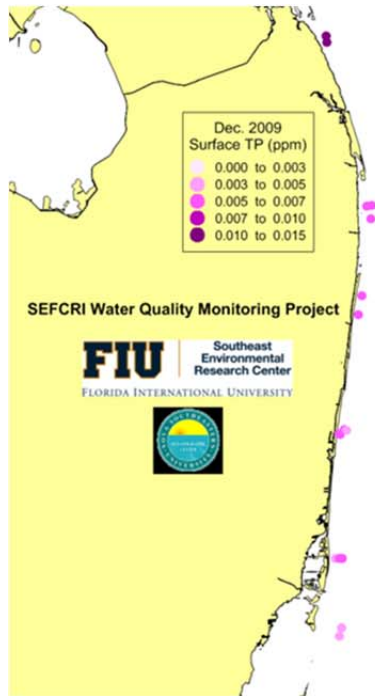 Dec. 2009
Surface TP (ppm)
0.000 to 0.003
0.003 to 0.005
0.005 to 0.007
0.007 to 0.010
0.010 to 0.015
SEFCRI Water Quality Monitoring Project
FIU
Southeast
Environmental
Research Center
FLORIDA INTERNATIONAL UNIVERSITY